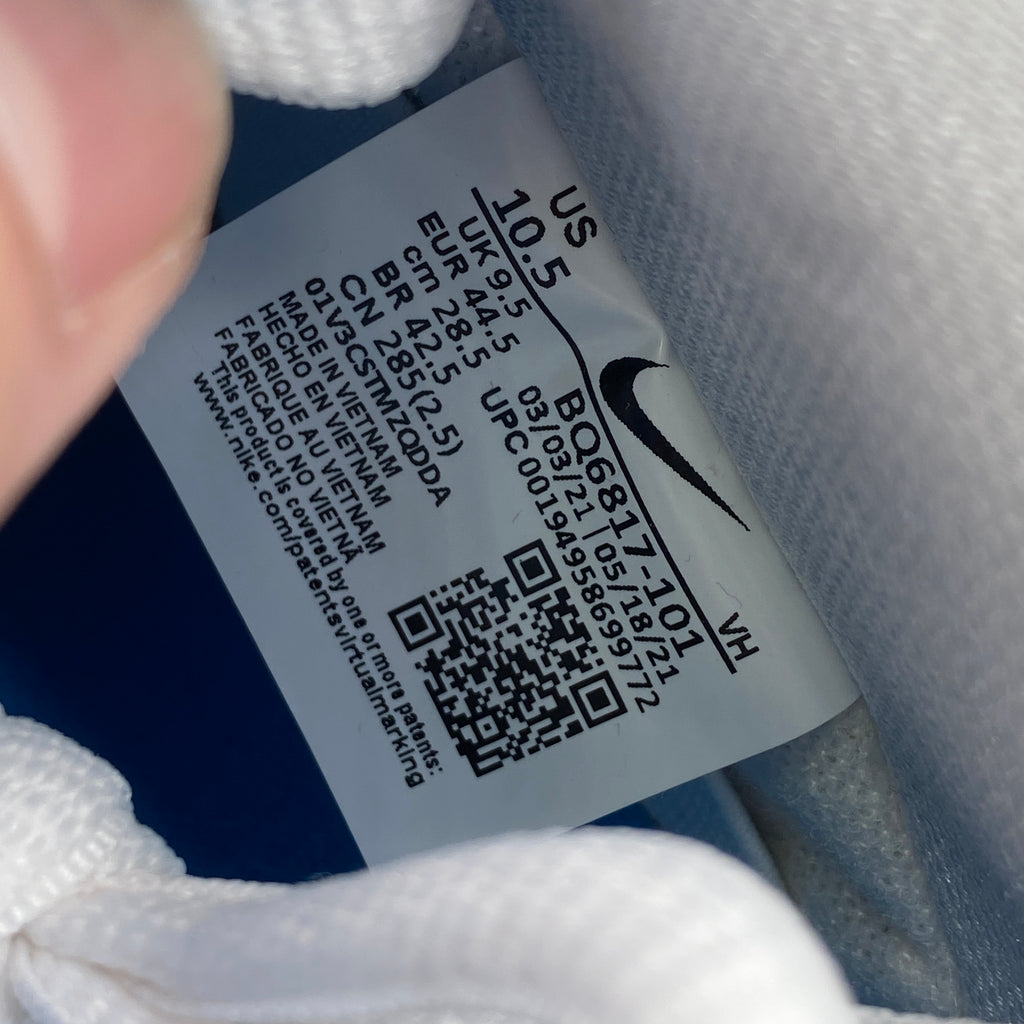 US
10.5
UK 9.5
EUR 44.5
cm 28.5
BR 42.5
CN 285(2.5)
01V3CSTMZQDDA
MADE IN VIETNAM
HECHO EN VIETNAM
FABRIQUE AU VIETNAM
FABRICADO NO VIETNÃ
This product is covered by one or more patents:
www.nike.com/patentsvirtualmarking
VH
BQ6817-101
03/03/21 | 05/18/21
UPC 00194958699772